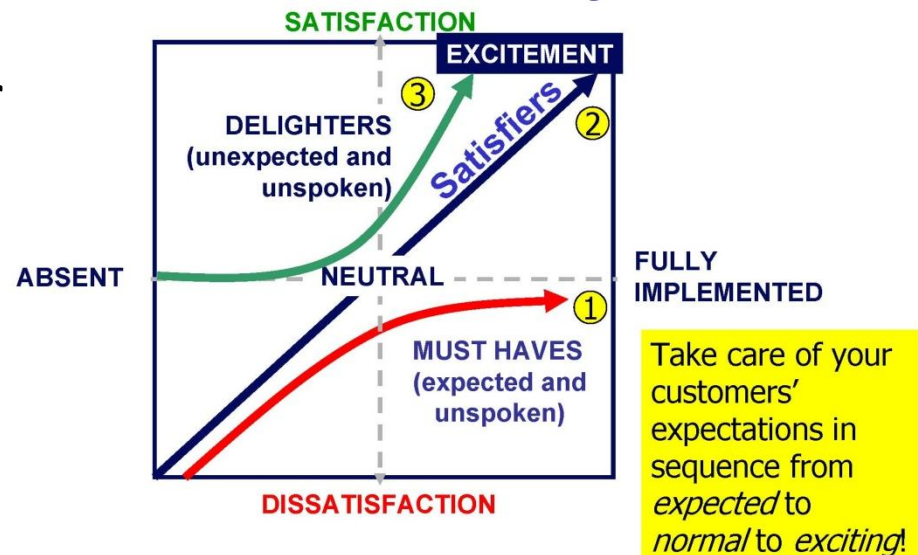 SATISFACTION
EXCITEMENT
③
②
DELIGHTERS
(unexpected and
unspoken)
Satisfiers
ABSENT
NEUTRAL
FULLY
IMPLEMENTED
①
MUST HAVES
(expected and
unspoken)
DISSATISFACTION
Take care of your
customers’
expectations in
sequence from
expected to
normal to exciting!